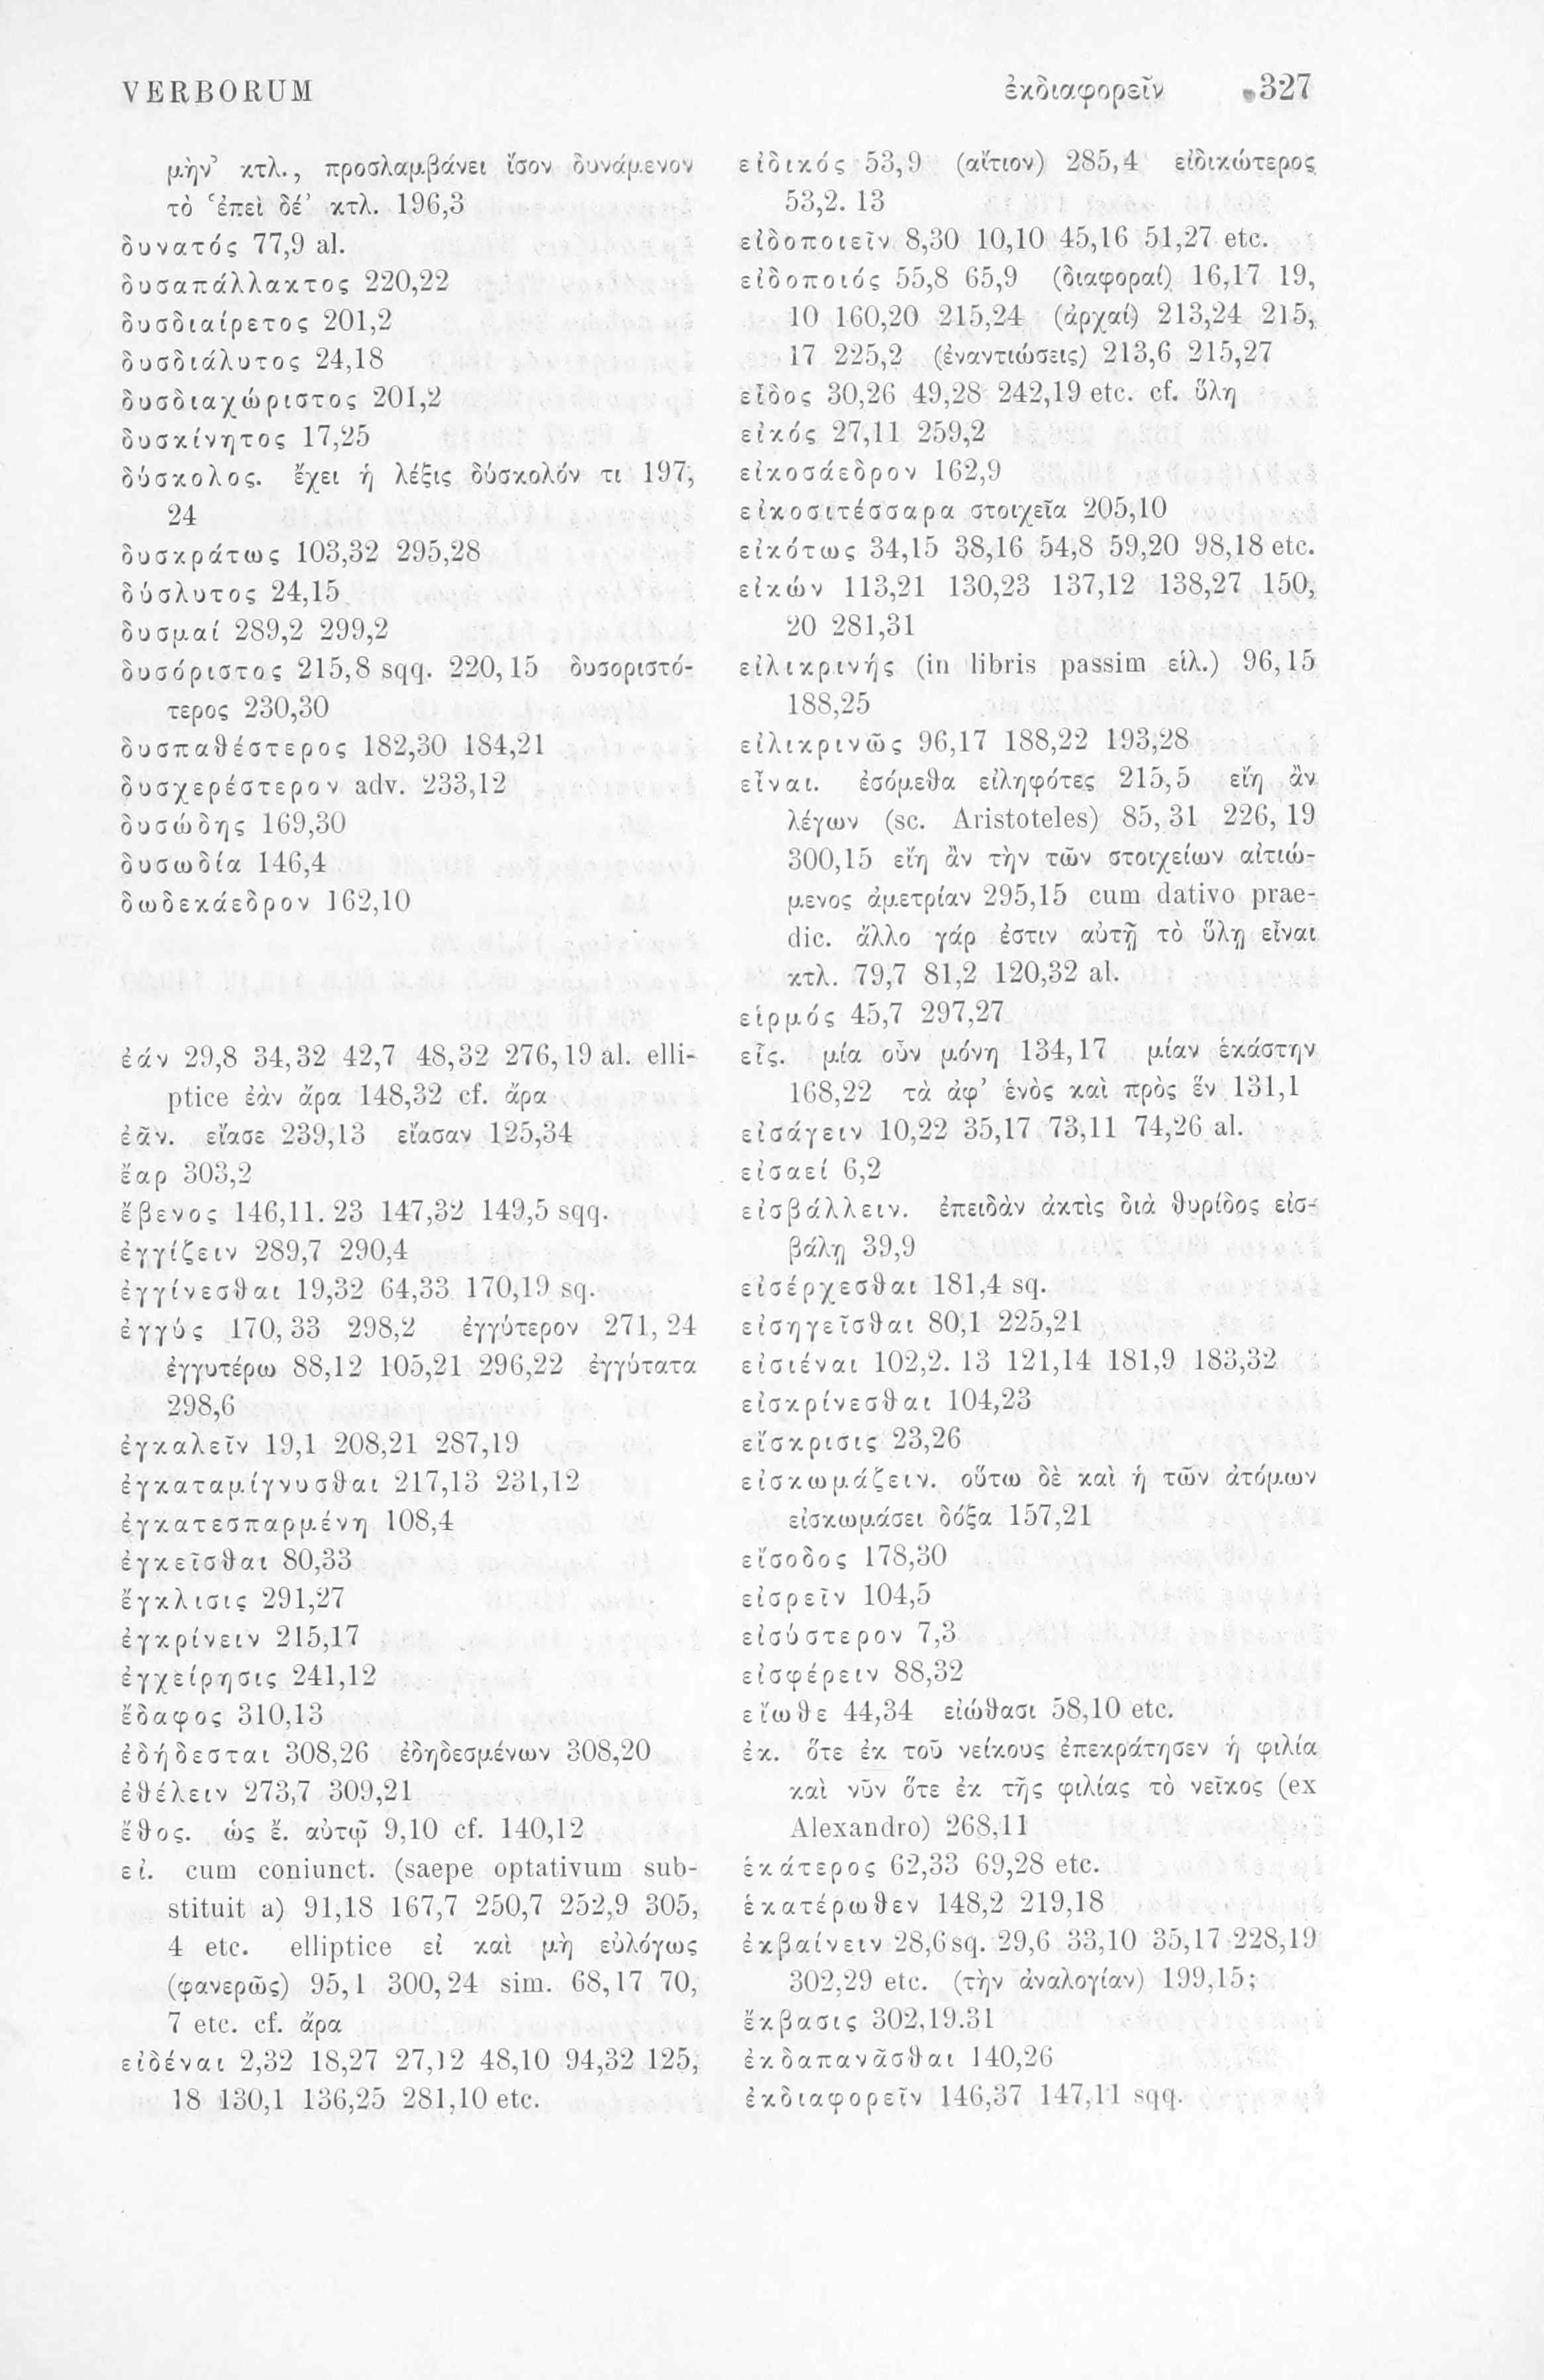 VERBORUM ἐκδιαφορεῖν 327
μὴν’ κτλ., προσλαμβάνει ἴσον δυνάμενον
τὸ ‘ἐπεὶ δέ’ κτλ. 196,3
δυνατός 77,9 al.
δυσαπάλλακτος 220,22
δυσδιαίρετος 201,2
δυσδιάλυτος 24,18
δυσδιαχώριστος 201,2
δυσκίνητος 17,25
δύσκολος. ἔχει ἡ λέξις δύσκολόν τι 197,
24
δυσκράτως 103,32 295,28
δύσλυτος 24,15
δυσμαί 289,2 299,2
δυσόριστος 215,8 sqq. 220,15 δυσοριστό-
τερος 230,30
δυσπαθέστερος 182,30 184,21
δυσχερέστερον adv. 233,12
δυσώδης 169,30
δυσωδία 146,4
δωδεκάεδρον 162,10
ἐάν 29,8 34,32 42,7 48,32 276,19 al. elli-
ptice ἐὰν ἄρα 148,32 cf. ἄρα
ἐᾶν. εἴασε 239,13 εἴασαν 125,34
ἔαρ 303,2
ἔβενος 146,11. 23 147,32 149,5 sqq.
ἐγγίζειν 289,7 290,4
ἐγγίνεσθαι 19,32 64,33 170,19 sq.
ἐγγύς 170,33 298,2 ἐγγύτερον 271,24
ἐγγυτέρω 88,12 105,21 296,22 ἐγγύτατα
298,6
ἐγκαλεῖν 19,1 208,21 287,19
ἐγκαταμίγνυσθαι 217,13 231,12
ἐγκατεσπαρμένη 108,4
ἐγκεῖσθαι 80,33
ἔγκλισις 291,27
ἐγκρίνειν 215,17
ἐγχείρησις 241,12
ἔδαφος 310,13
ἐδήδεσται 308,26 ἐδηδεσμένων 308,20
ἐθέλειν 273,7 309,21
ἔθος. ὡς ἔ. αὐτῷ 9,10 cf. 140,12
εἰ. cum coniunct. (saepe optativum sub-
stituit a) 91,18 167,7 250,7 252,9 305,
4 etc. elliptice εἰ καὶ μὴ εὐλόγως
(φανερῶς) 95,1 300,24 sim. 68,17 70,
7 etc. cf. ἄρα
εἰδέναι 2,32 18,27 27,12 48,10 94,32 125,
18 130,1 136,25 281,10 etc.
εἰδικός 53,9 (αἴτιον) 285,4 εἰδικώτερος
53,2. 13
εἰδοποιεῖν 8,30 10,10 45,16 51,27 etc.
εἰδοποιός 55,8 65,9 (διαφοραί) 16,17 19,
10 160,20 215,24 (ἀρχαί) 213,24 215,
17 225,2 (ἐναντιώσεις) 213,6 215,27
εἶδος 30,26 49,28 242,19 etc. cf. ὕλη
εἰκός 27,11 259,2
εἰκοσάεδρον 162,9
εἰκοσιτέσσαρα στοιχεῖα 205,10
εἰκότως 34,15 38,16 54,8 59,20 98,18 etc.
εἰκών 113,21 130,23 137,12 138,27 150,
20 281,31
εἰλικρινής (in libris passim εἱλ.) 96,15
188,25
εἰλικρινῶς 96,17 188,22 193,28
εἶναι. ἐσόμεθα εἰληφότες 215,5 εἴη ἂν
λέγων (sc. Aristoteles) 85,31 226,19
300,15 εἴη ἂν τὴν τῶν στοιχείων αἰτιώ-
μενος ἀμετρίαν 295,15 cum dativo prae-
dic. ἄλλο γάρ ἐστιν αὐτῇ τὸ ὕλῃ εἶναι
κτλ. 79,7 81,2 120,32 al.
εἱρμός 45,7 297,27
εἷς. μία οὖν μόνη 134,17 μίαν ἑκάστην
168,22 τὰ ἀφ’ ἑνὸς καὶ πρὸς ἕν 131,1
εἰσάγειν 10,22 35,17 73,11 74,26 al.
εἰσαεί 6,2
εἰσβάλλειν. ἐπειδὰν ἀκτὶς διὰ θυρίδος εἰσ-
βάλῃ 39,9
εἰσέρχεσθαι 181,4 sq.
εἰσηγεῖσθαι 80,1 225,21
εἰσιέναι 102,2. 13 121,14 181,9 183,32
εἰσκρίνεσθαι 104,23
εἴσκρισις 23,26
εἰσκωμάζειν. οὕτω δὲ καὶ ἡ τῶν ἀτόμων
εἰσκωμάσει δόξα 157,21
εἴσοδος 178,30
εἰσρεῖν 104,5
εἰσύστερον 7,3
εἰσφέρειν 88,32
εἴωθε 44,34 εἰώθασι 58,10 etc.
ἐκ. ὅτε ἐκ τοῦ νείκους ἐπεκράτησεν ἡ φιλία
καὶ νῦν ὅτε ἐκ τῆς φιλίας τὸ νεῖκος (ex
Alexandro) 268,11
ἑκάτερος 62,33 69,28 etc.
ἑκατέρωθεν 148,2 219,18
ἐκβαίνειν 28,6 sq. 29,6 33,10 35,17 228,19
302,29 etc. (τὴν ἀναλογίαν) 199,15;
ἔκβασις 302,19.31
ἐκδαπανᾶσθαι 140,26
ἐκδιαφορεῖν 146,37 147,11 sqq.